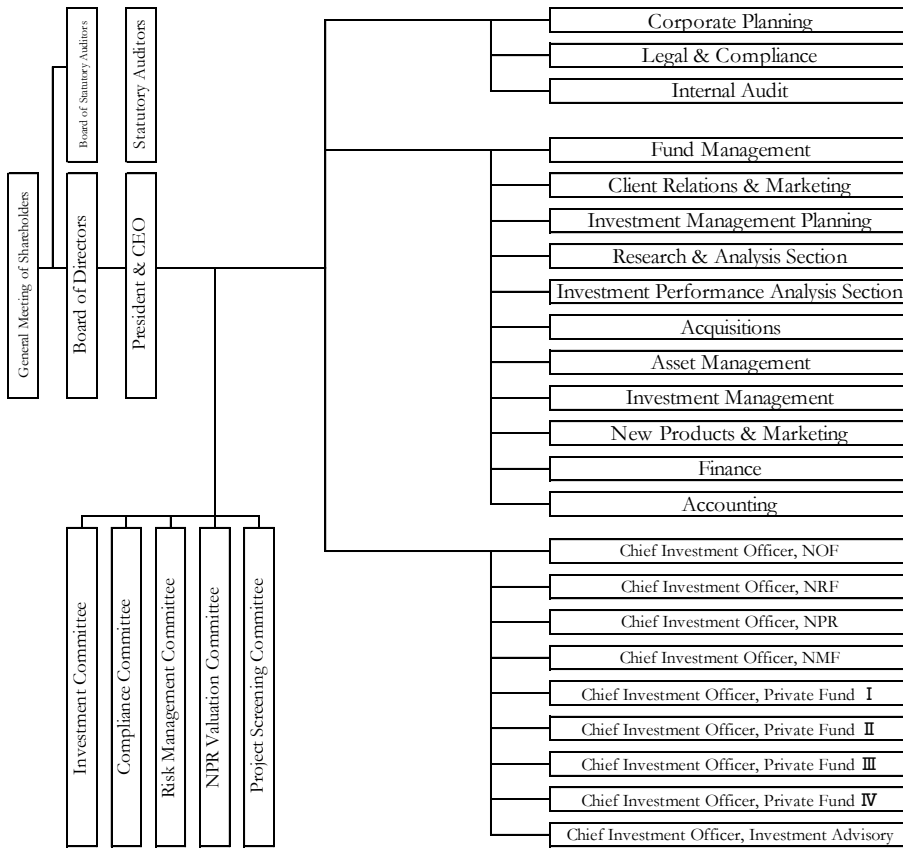 General Meeting of Shareholders
Board of Statutory Auditors
Statutory Auditors
Board of Directors
President & CEO
Investment Committee
Compliance Committee
Risk Management Committee
NPR Valuation Committee
Project Screening Committee
Corporate Planning
Legal & Compliance
Internal Audit
Fund Management
Client Relations & Marketing
Investment Management Planning
Research & Analysis Section
Investment Performance Analysis Section
Acquisitions
Asset Management
Investment Management
New Products & Marketing
Finance
Accounting
Chief Investment Officer, NOF
Chief Investment Officer, NRF
Chief Investment Officer, NPR
Chief Investment Officer, NMF
Chief Investment Officer, Private Fund Ⅰ
Chief Investment Officer, Private Fund Ⅱ
Chief Investment Officer, Private Fund Ⅲ
Chief Investment Officer, Private Fund Ⅳ
Chief Investment Officer, Investment Advisory